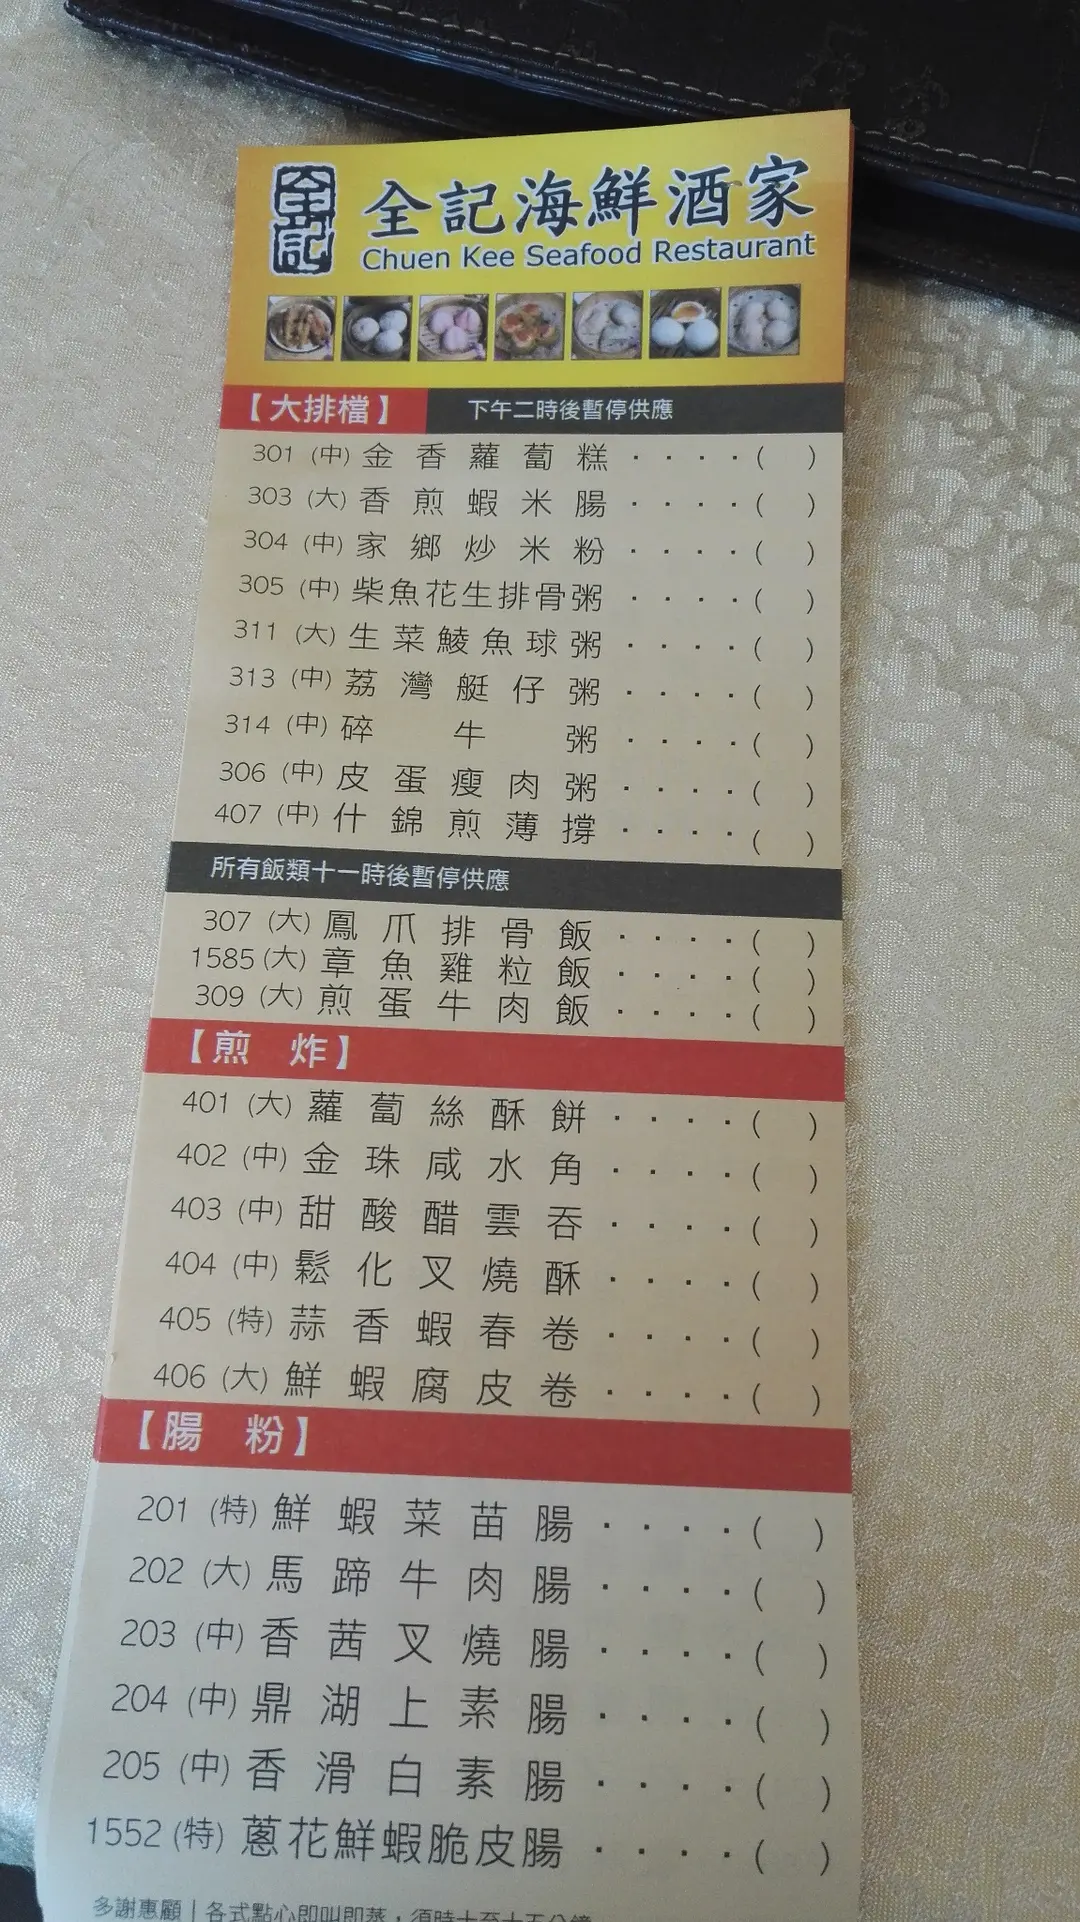 全記
全記海鮮酒家
Chuen Kee Seafood Restaurant
【大排檔】 下午二時後暫停供應
301 (中) 金香蘿蔔糕 ‧‧‧‧( )
303 (大) 香煎蝦米腸 ‧‧‧‧( )
304 (中) 家鄉炒米粉 ‧‧‧‧( )
305 (中) 柴魚花生排骨粥 ‧‧‧‧( )
311 (大) 生菜鯪魚球粥 ‧‧‧‧( )
313 (中) 荔灣艇仔粥 ‧‧‧‧( )
314 (中) 碎牛粥 ‧‧‧‧( )
306 (中) 皮蛋瘦肉粥 ‧‧‧‧( )
407 (中) 什錦煎薄撐 ‧‧‧‧( )
所有飯類十一時後暫停供應
307 (大) 鳳爪排骨飯 ‧‧‧‧( )
1585 (大) 章魚雞粒飯 ‧‧‧‧( )
309 (大) 煎蛋牛肉飯 ‧‧‧‧( )
【煎 炸】
401 (大) 蘿蔔絲酥餅 ‧‧‧‧( )
402 (中) 金珠咸水角 ‧‧‧‧( )
403 (中) 甜酸醋雲吞 ‧‧‧‧( )
404 (中) 鬆化叉燒酥 ‧‧‧‧( )
405 (特) 蒜香蝦春卷 ‧‧‧‧( )
406 (大) 鮮蝦腐皮卷 ‧‧‧‧( )
【腸 粉】
201 (特) 鮮蝦菜苗腸 ‧‧‧‧( )
202 (大) 馬蹄牛肉腸 ‧‧‧‧( )
203 (中) 香茜叉燒腸 ‧‧‧‧( )
204 (中) 鼎湖上素腸 ‧‧‧‧( )
205 (中) 香滑白素腸 ‧‧‧‧( )
1552 (特) 蔥花鮮蝦脆皮腸 ‧‧‧‧( )
多謝惠顧 | 各式點心即叫即蒸，須時十至十五分鐘